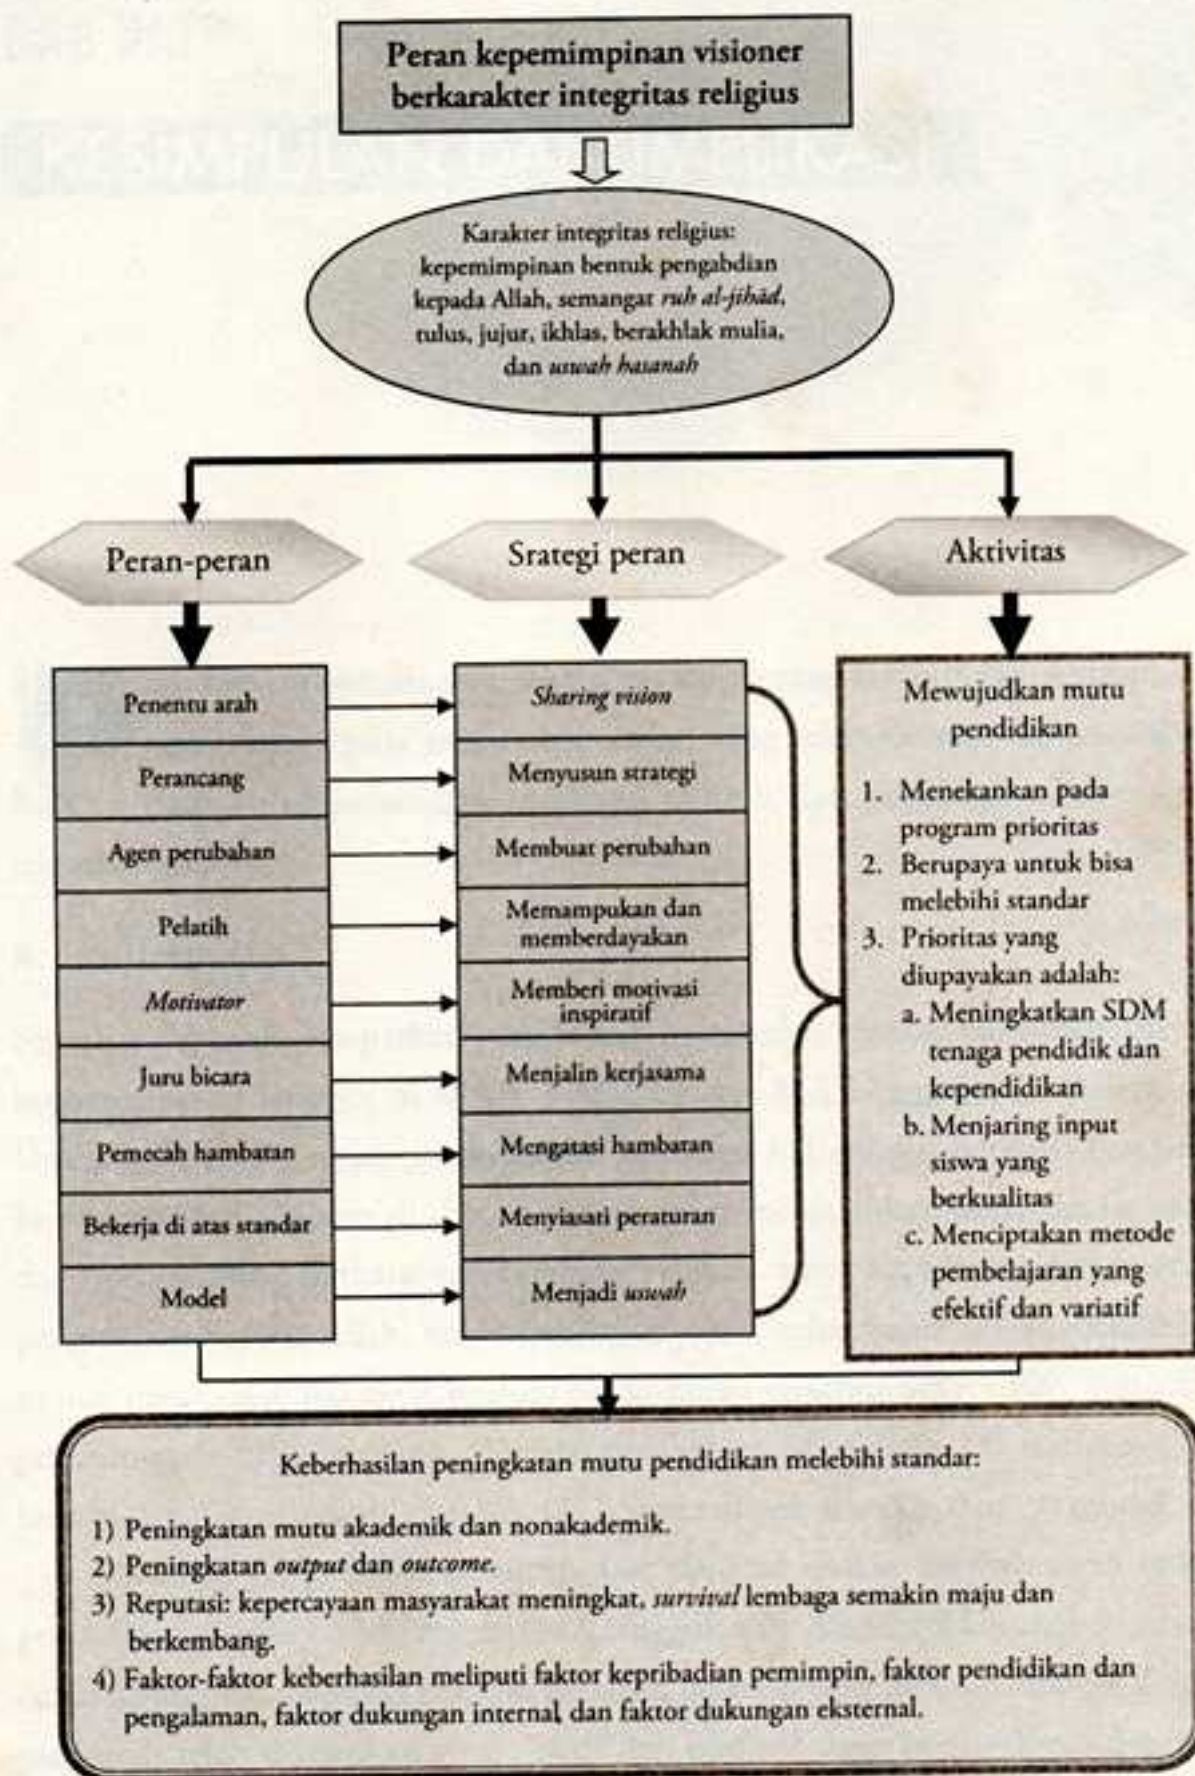 Peran kepemimpinan visioner
berkarakter integritas religius
Karakter integritas religius:
kepemimpinan bentuk pengabdian
kepada Allah, semangat ruh al-jihād,
tulus, jujur, ikhlas, berakhlak mulia,
dan uswah hasanah
Peran-peran
Srategi peran
Aktivitas
Penentu arah
Perancang
Agen perubahan
Pelatih
Motivator
Juru bicara
Pemecah hambatan
Bekerja di atas standar
Model
Sharing vision
Menyusun strategi
Membuat perubahan
Memampukan dan
memberdayakan
Memberi motivasi
inspiratif
Menjalin kerjasama
Mengatasi hambatan
Menyiasati peraturan
Menjadi uswah
Mewujudkan mutu
pendidikan
1. Menekankan pada
program prioritas
2. Berupaya untuk bisa
melebihi standar
3. Prioritas yang
diupayakan adalah:
a. Meningkatkan SDM
tenaga pendidik dan
kependidikan
b. Menjaring input
siswa yang
berkualitas
c. Menciptakan metode
pembelajaran yang
efektif dan variatif
Keberhasilan peningkatan mutu pendidikan melebihi standar:
1) Peningkatan mutu akademik dan nonakademik.
2) Peningkatan output dan outcome.
3) Reputasi: kepercayaan masyarakat meningkat, survival lembaga semakin maju dan
berkembang.
4) Faktor-faktor keberhasilan meliputi faktor kepribadian pemimpin, faktor pendidikan dan
pengalaman, faktor dukungan internal, dan faktor dukungan eksternal.